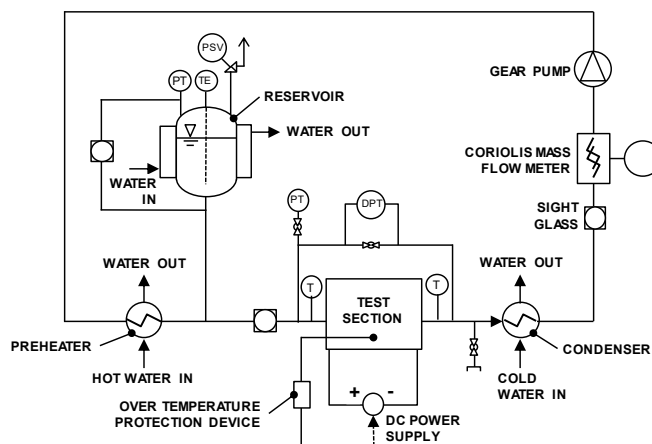 PSV
PT
TE
RESERVOIR
WATER OUT
WATER
IN
GEAR PUMP
CORIOLIS MASS
FLOW METER
SIGHT
GLASS
PT
DPT
WATER OUT
T
TEST
SECTION
T
WATER OUT
PREHEATER
HOT WATER IN
CONDENSER
COLD
WATER IN
OVER TEMPERATURE
PROTECTION DEVICE
+ -
DC POWER
SUPPLY